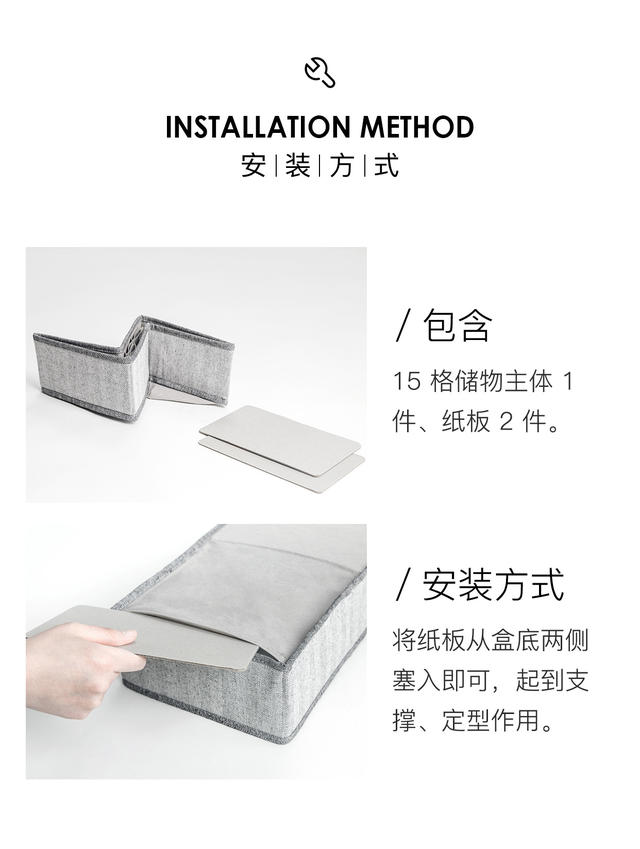 INSTALLATION METHOD
安|装|方|式
/ 包含
15 格储物主体 1
件、纸板 2 件。
/ 安装方式
将纸板从盒底两侧
塞入即可，起到支
撑、定型作用。